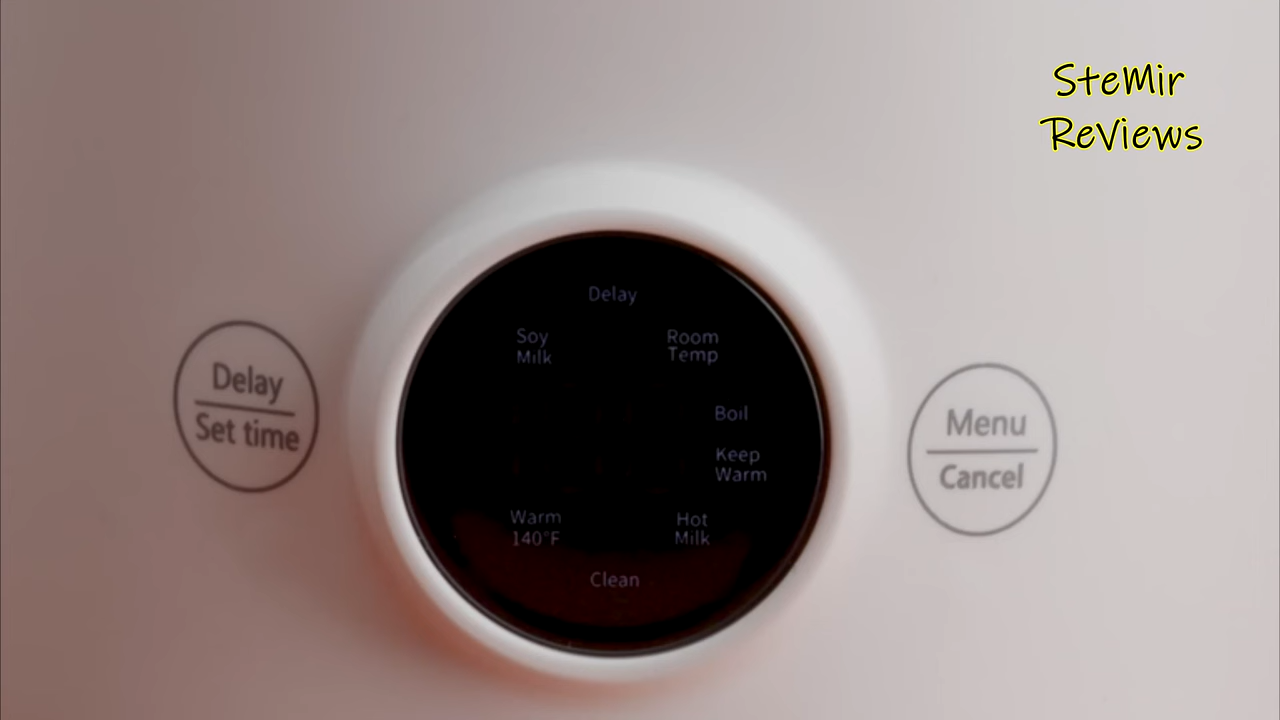 SteMir
ReViews
Delay
Soy
Milk
Room
Temp
Delay
Set time
Boil
Menu
Cancel
Keep
Warm
Warm
140°F
Hot
Milk
Clean